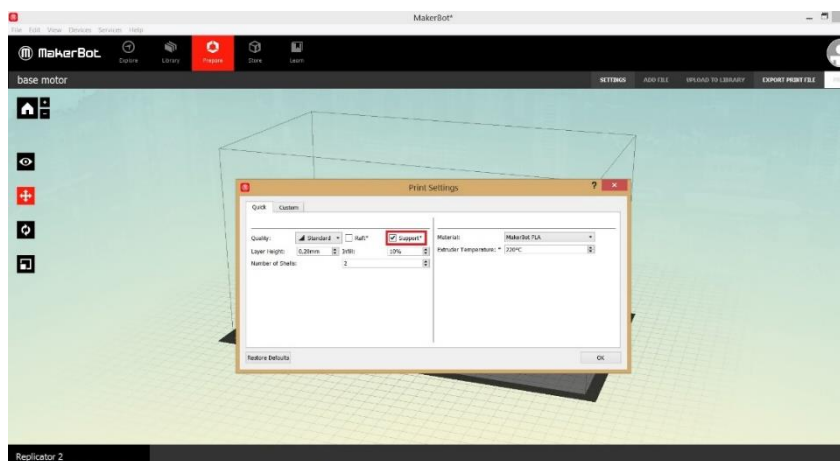 MakerBot*
File Edit View Devices Services Help
MakerBot
Explore Library Prepare Store Learn
base motor
SETTINGS ADD FILE UPLOAD TO LIBRARY EXPORT PRINT FILE
Print Settings
Quick Custom
Quality: Standard Raft* Support* Material: MakerBot PLA
Layer Height: 0,20mm Infill: 10% Extruder Temperature: * 220°C
Number of Shells: 2
Restore Defaults OK
Replicator 2